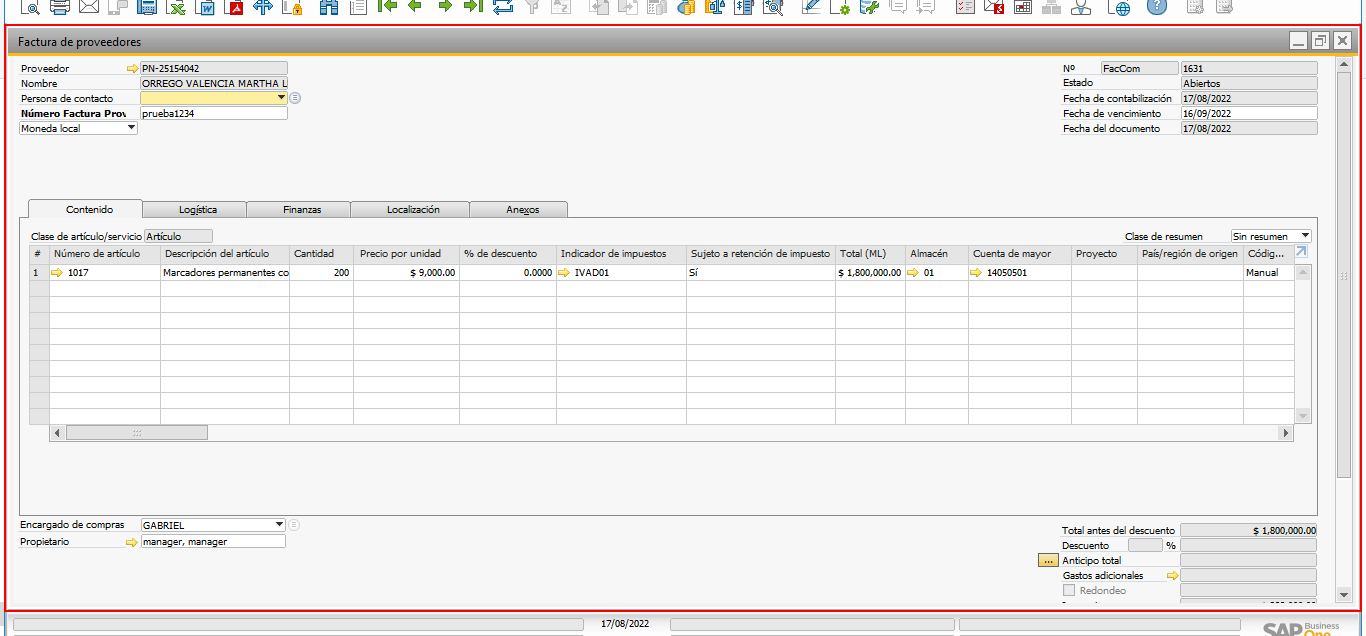 Factura de proveedores
Proveedor PN-25154042
Nombre ORREGO VALENCIA MARTHA L
Persona de contacto
Número Factura Prov prueba1234
Moneda local
Nº FacCom 1631
Estado Abiertos
Fecha de contabilización 17/08/2022
Fecha de vencimiento 16/09/2022
Fecha del documento 17/08/2022
Contenido Logística Finanzas Localización Anexos
Clase de artículo/servicio Artículo
Clase de resumen Sin resumen
# Número de artículo Descripción del artículo Cantidad Precio por unidad % de descuento Indicador de impuestos Sujeto a retención de impuesto Total (ML) Almacén Cuenta de mayor Proyecto País/región de origen Códig...
1 1017 Marcadores permanentes co 200 $ 9,000.00 0.0000 IVAD01 Sí $ 1,800,000.00 01 14050501 Manual
Encargado de compras GABRIEL
Propietario manager, manager
Total antes del descuento $ 1,800,000.00
Descuento %
... Anticipo total
Gastos adicionales
Redondeo
17/08/2022
SAP Business One